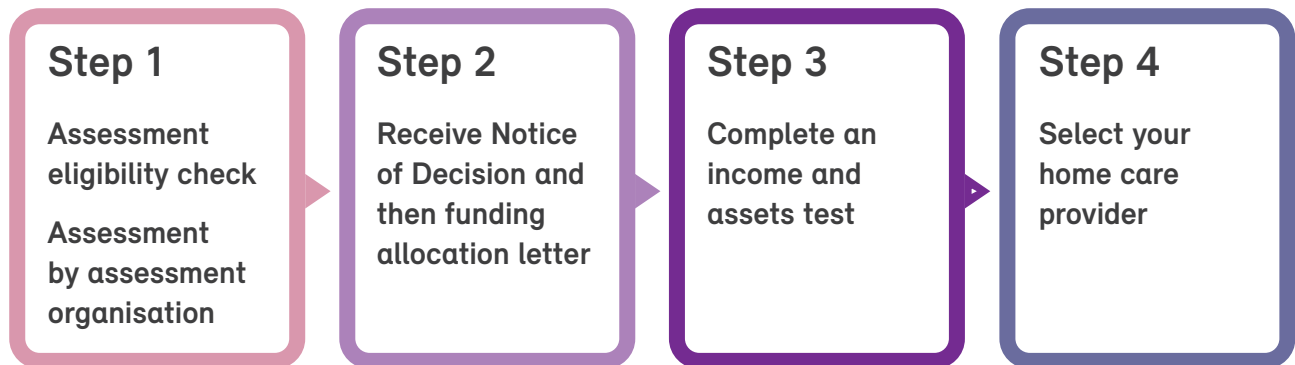 Step 1
Assessment
eligibility check
Assessment
by assessment
organisation
Step 2
Receive Notice
of Decision and
then funding
allocation letter
Step 3
Complete an
income and
assets test
Step 4
Select your
home care
provider